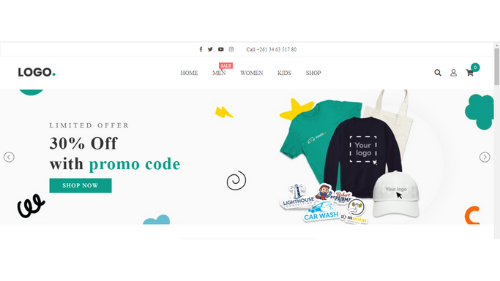 Call +261 34 63 317 80
LOGO.
SALE
HOME MEN WOMEN KIDS SHOP
0
LIMITED OFFER
30% Off
with promo code
SHOP NOW
Your
logo
Your logo
LIGHTHOUSE
CAR WASH